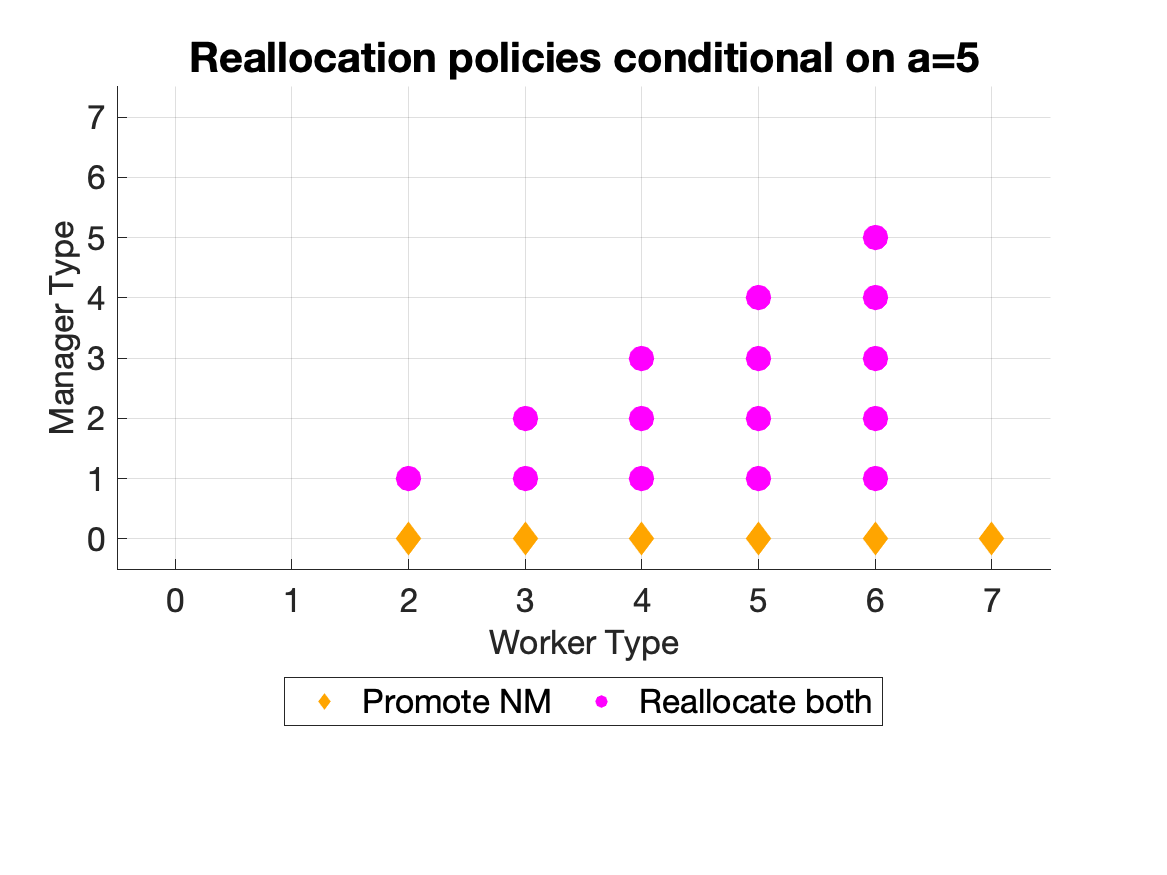 Reallocation policies conditional on a=5
Manager Type
7
6
5
4
3
2
1
0
0 1 2 3 4 5 6 7
Worker Type
Promote NM Reallocate both